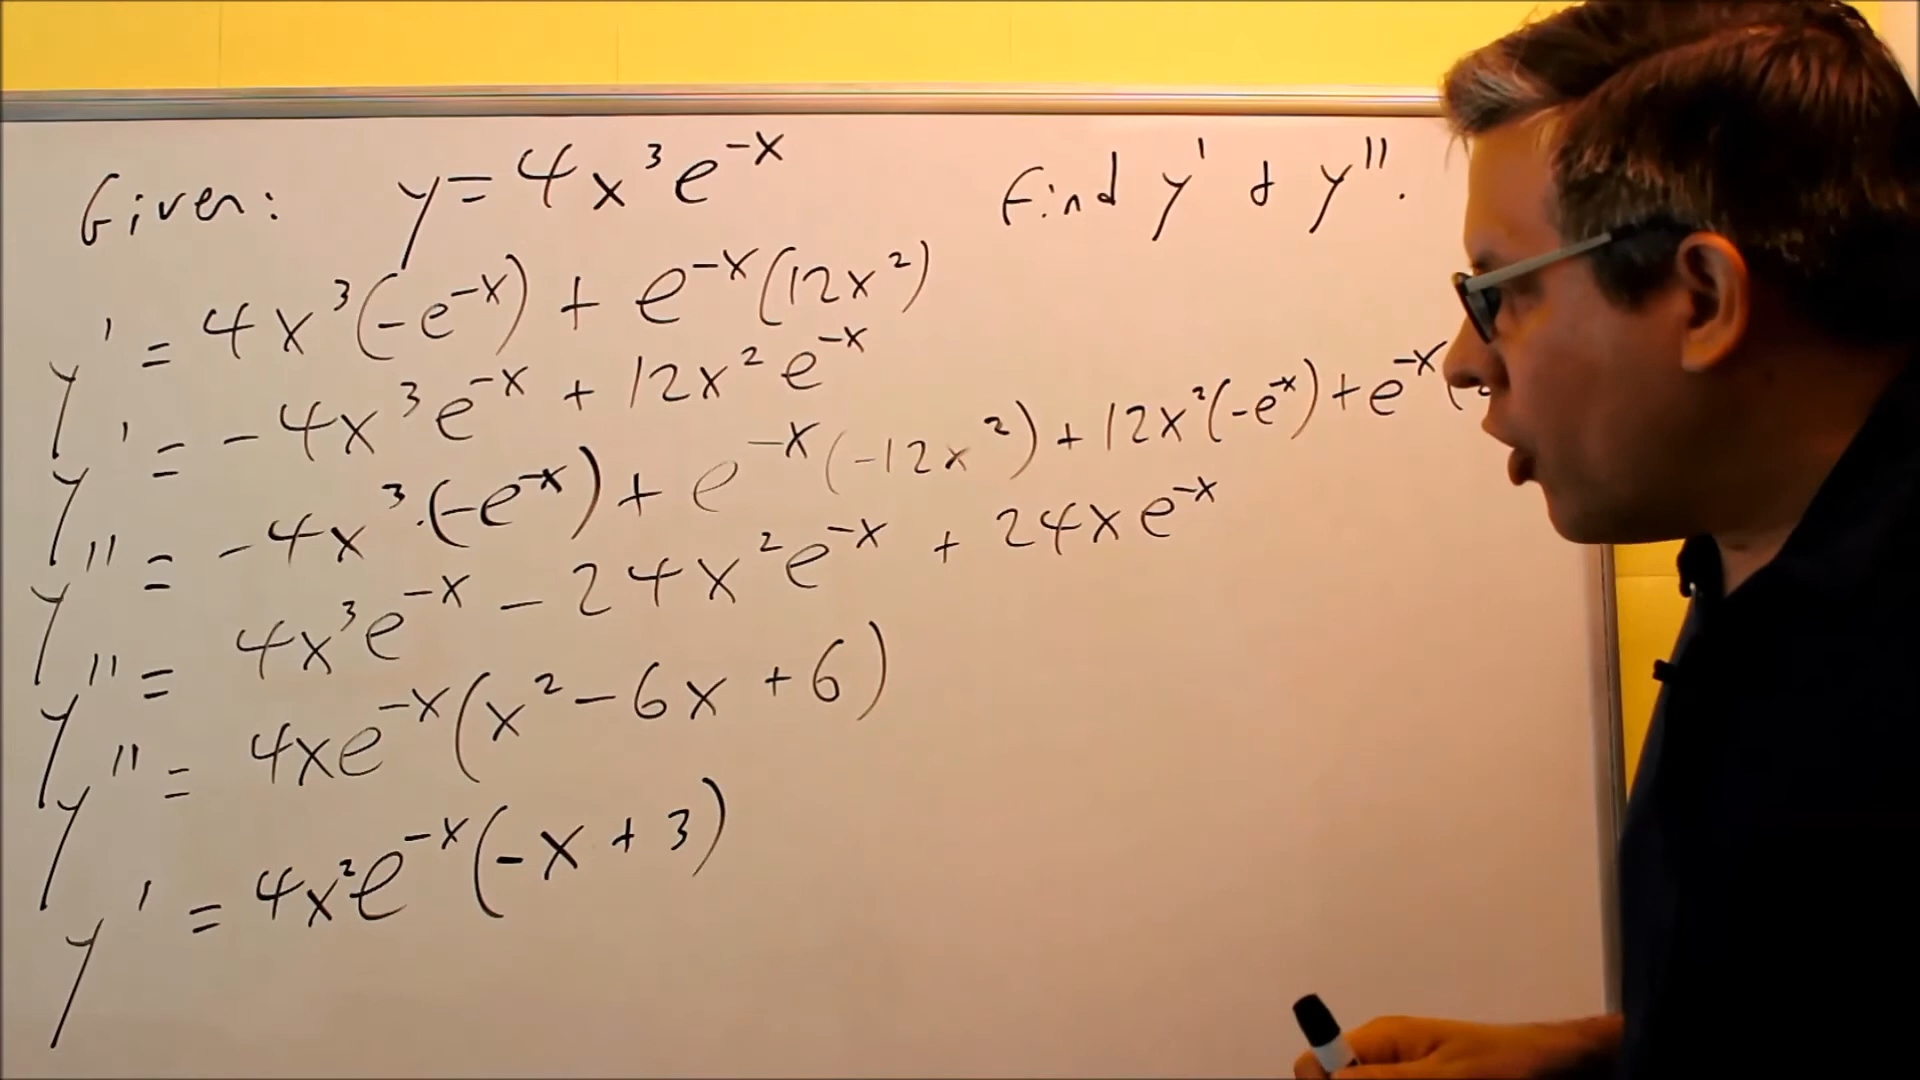 Given: y = 4x³e⁻ˣ Find y' & y''.
y' = 4x³(-e⁻ˣ) + e⁻ˣ(12x²)
y' = -4x³e⁻ˣ + 12x²e⁻ˣ
y'' = -4x³·(-e⁻ˣ) + e⁻ˣ(-12x²) + 12x²(-e⁻ˣ) + e⁻ˣ(2
y'' = 4x³e⁻ˣ - 24x²e⁻ˣ + 24xe⁻ˣ
y'' = 4xe⁻ˣ(x² - 6x + 6)
y' = 4x²e⁻ˣ(-x + 3)